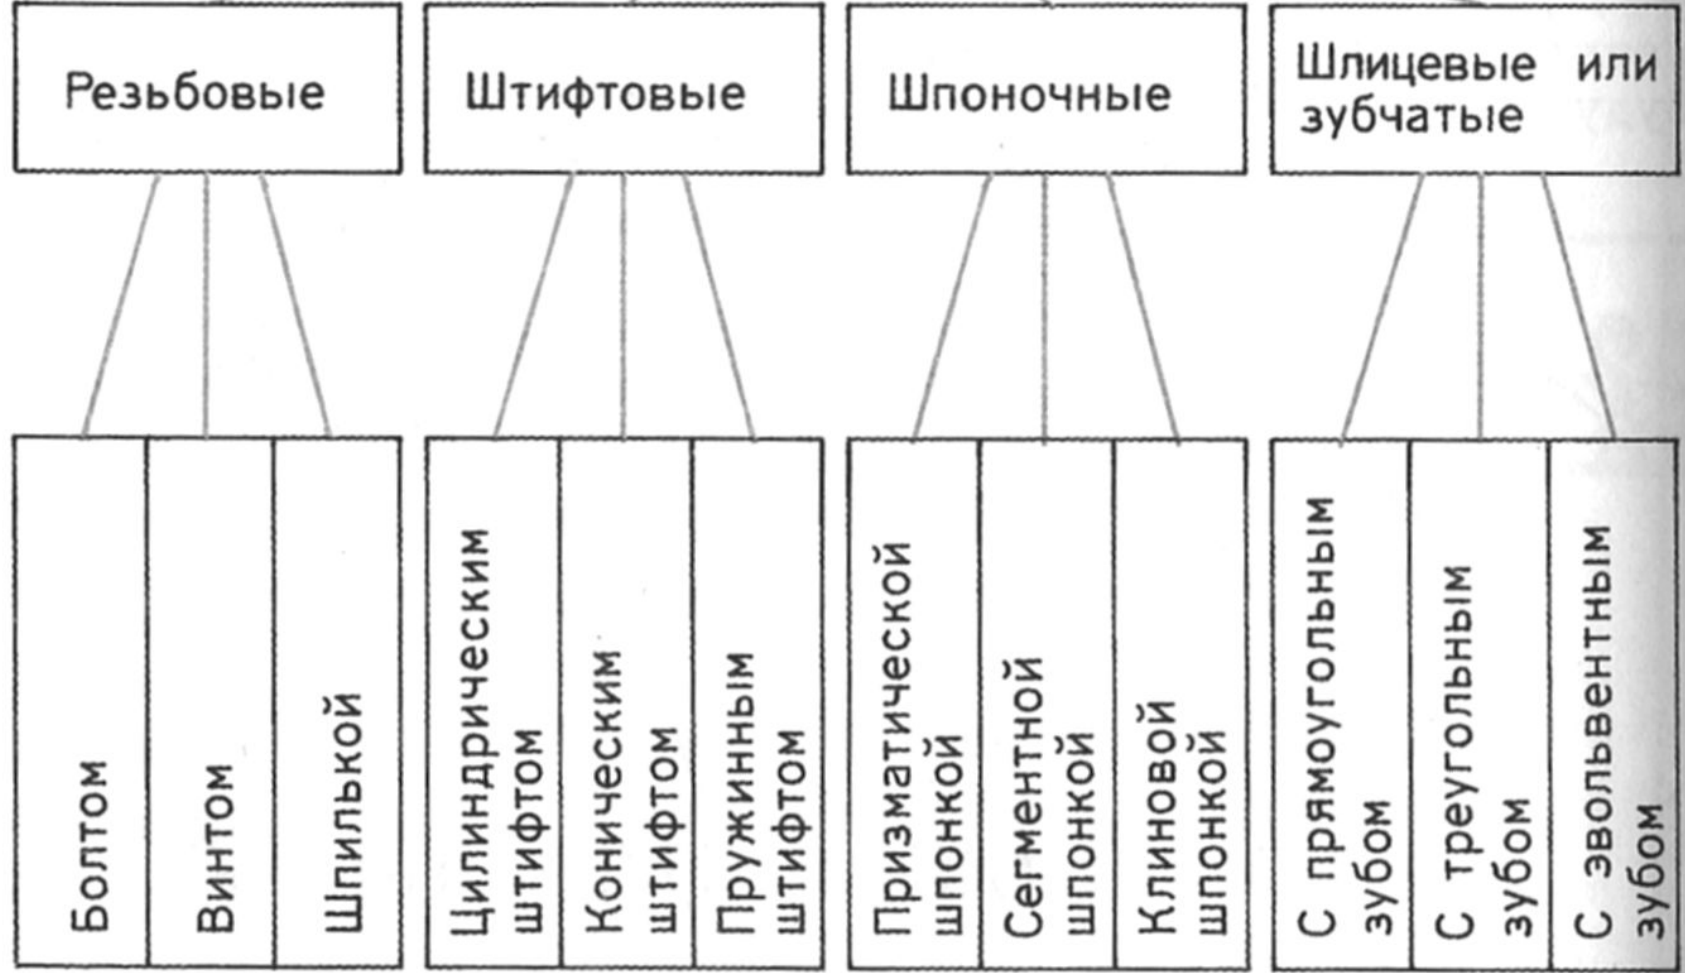 Резьбовые
Штифтовые
Шпоночные
Шлицевые или
зубчатые
Болтом
Винтом
Шпилькой
Цилиндрическим
штифтом
Коническим
штифтом
Пружинным
штифтом
Призматической
шпонкой
Сегментной
шпонкой
Клиновой
шпонкой
С прямоугольным
зубом
С треугольным
зубом
С эвольвентным
зубом